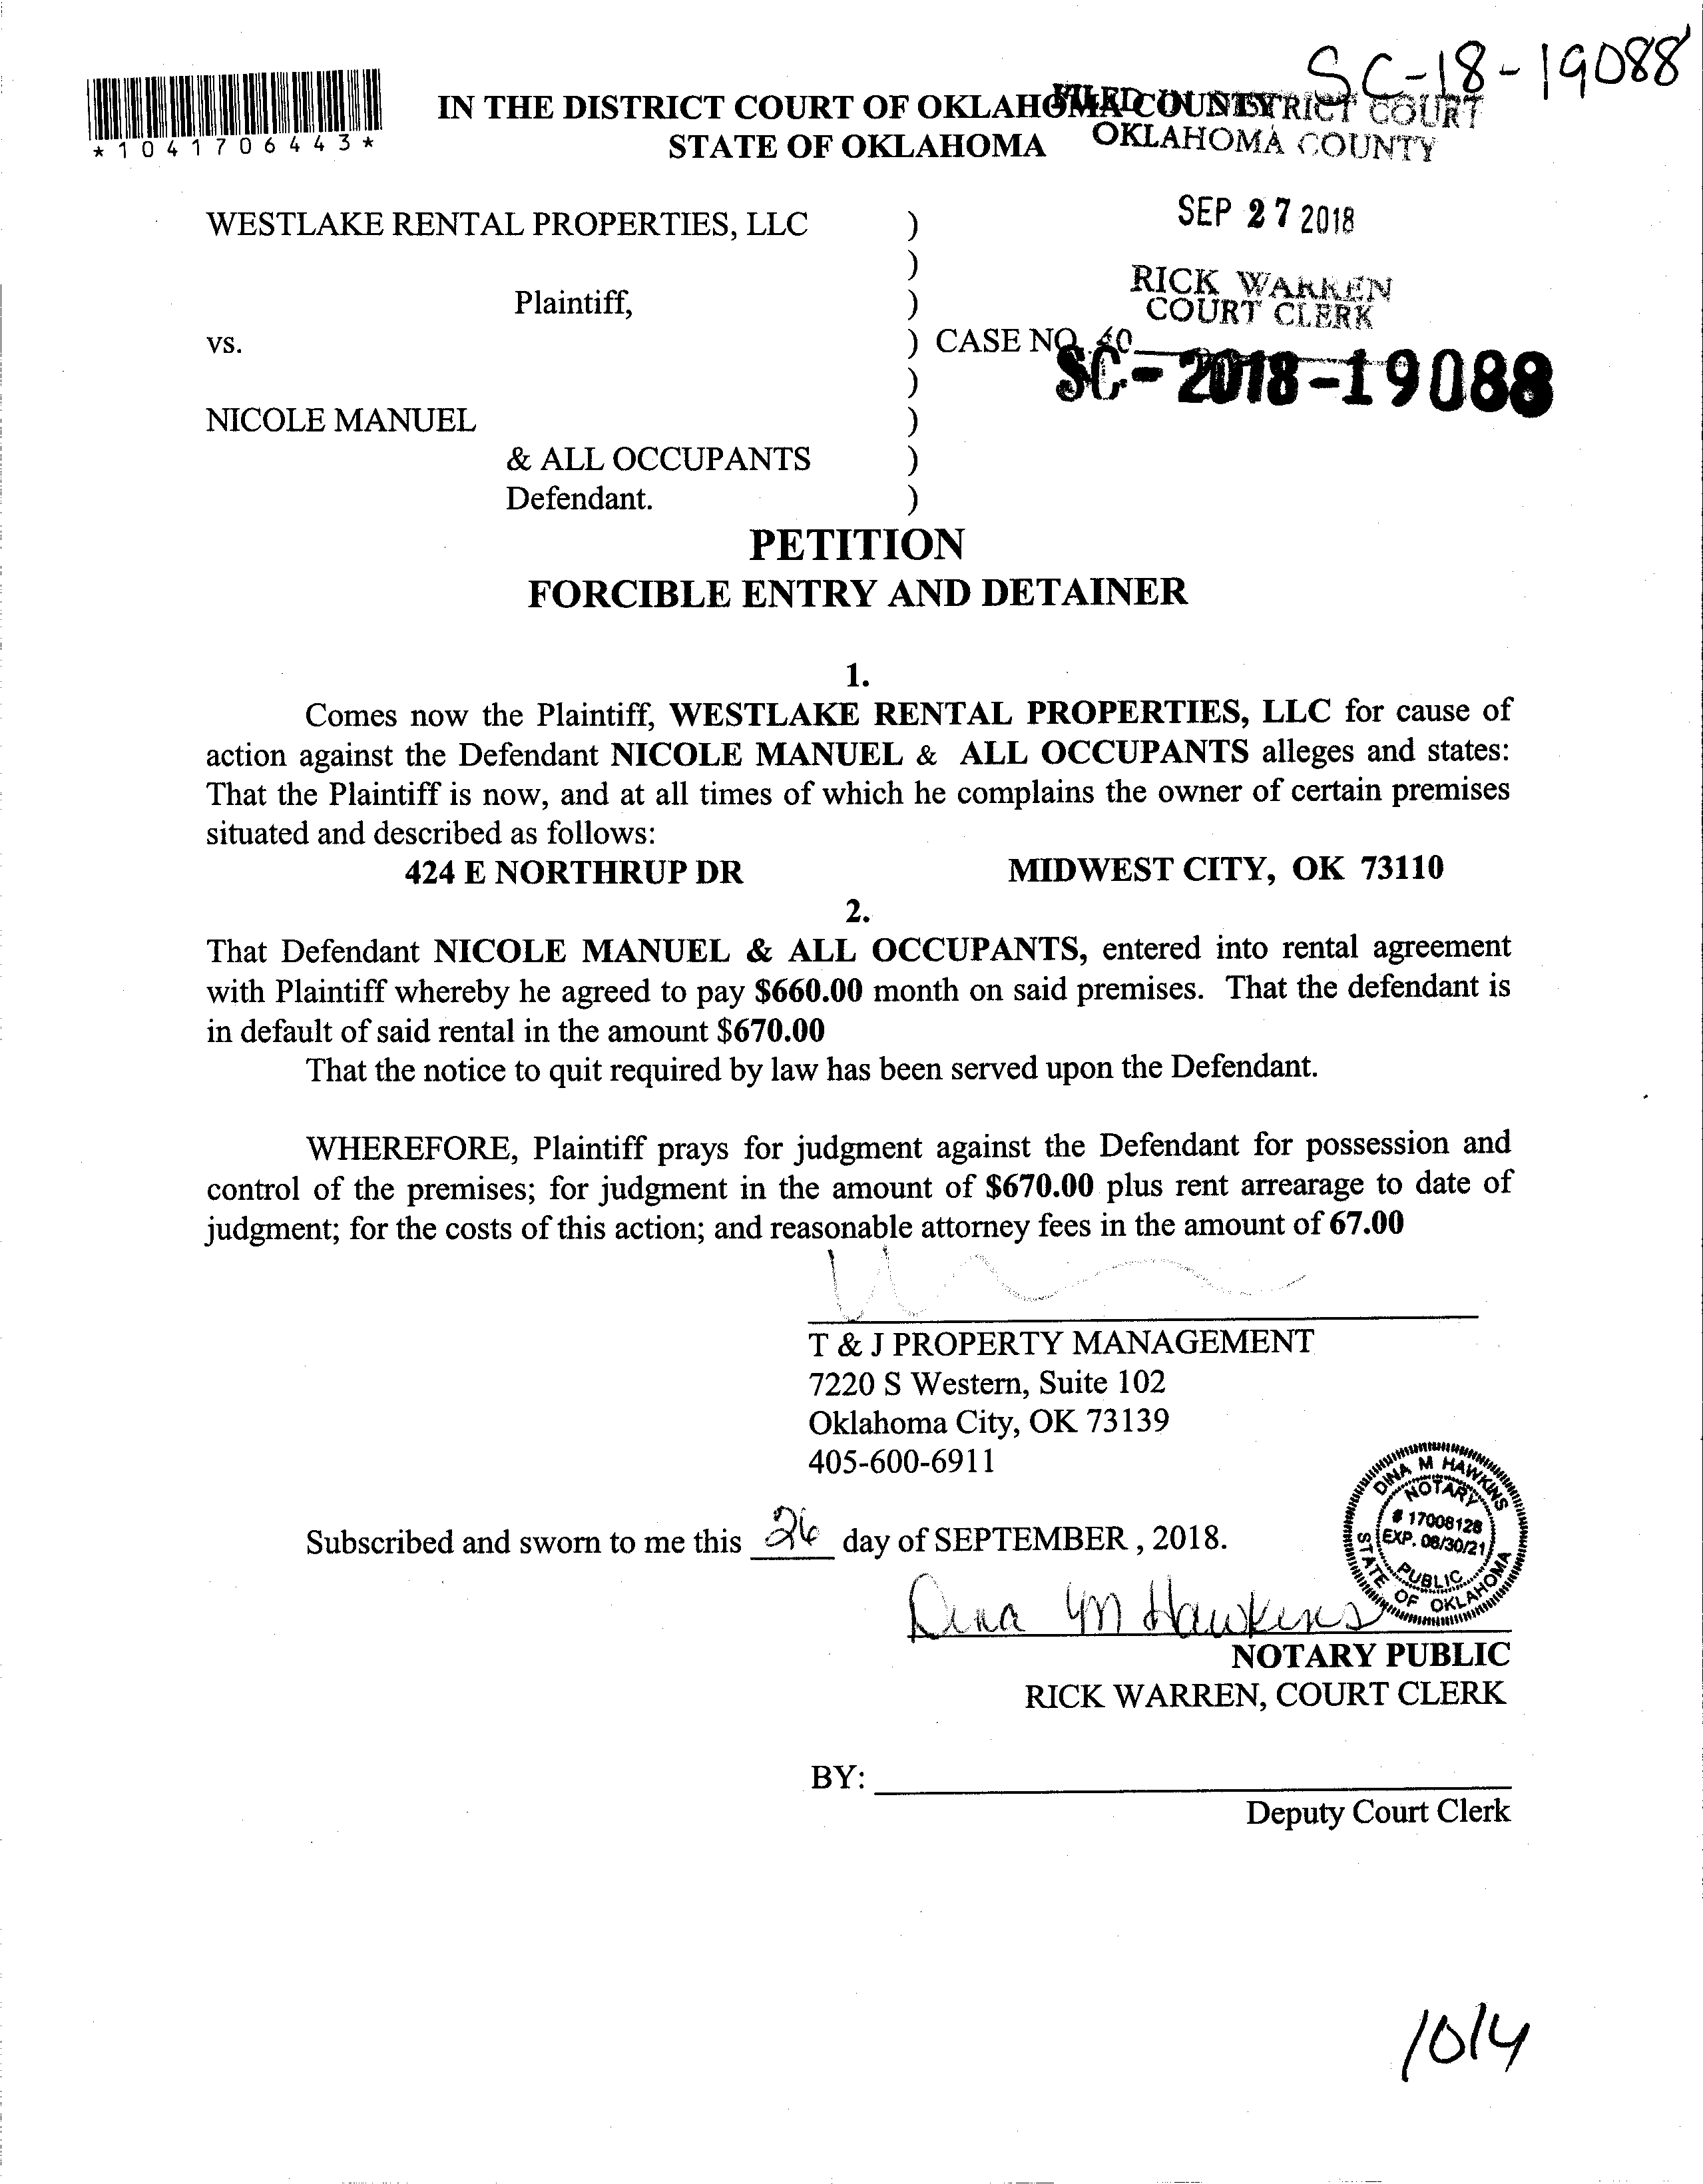 SC-18-19088
*1041706443*
IN THE DISTRICT COURT OF OKLAHOMA COUNTY
STATE OF OKLAHOMA
FILED IN DISTRICT COURT
OKLAHOMA COUNTY
SEP 27 2018
RICK WARREN
COURT CLERK
WESTLAKE RENTAL PROPERTIES, LLC )
)
Plaintiff, )
vs. ) CASE NO.
SC-2018-19088
)
NICOLE MANUEL )
& ALL OCCUPANTS )
Defendant. )
PETITION
FORCIBLE ENTRY AND DETAINER
1.
Comes now the Plaintiff, WESTLAKE RENTAL PROPERTIES, LLC for cause of
action against the Defendant NICOLE MANUEL & ALL OCCUPANTS alleges and states:
That the Plaintiff is now, and at all times of which he complains the owner of certain premises
situated and described as follows:
424 E NORTHRUP DR MIDWEST CITY, OK 73110
2.
That Defendant NICOLE MANUEL & ALL OCCUPANTS, entered into rental agreement
with Plaintiff whereby he agreed to pay $660.00 month on said premises. That the defendant is
in default of said rental in the amount $670.00
That the notice to quit required by law has been served upon the Defendant.
WHEREFORE, Plaintiff prays for judgment against the Defendant for possession and
control of the premises; for judgment in the amount of $670.00 plus rent arrearage to date of
judgment; for the costs of this action; and reasonable attorney fees in the amount of 67.00
T & J PROPERTY MANAGEMENT
7220 S Western, Suite 102
Oklahoma City, OK 73139
405-600-6911
Subscribed and sworn to me this 26 day of SEPTEMBER , 2018.
DINA M HAWKINS
NOTARY
# 17008128
EXP. 08/30/21
PUBLIC
STATE OF OKLAHOMA
Dina M Hawkins
NOTARY PUBLIC
RICK WARREN, COURT CLERK
BY:
Deputy Court Clerk
10/4